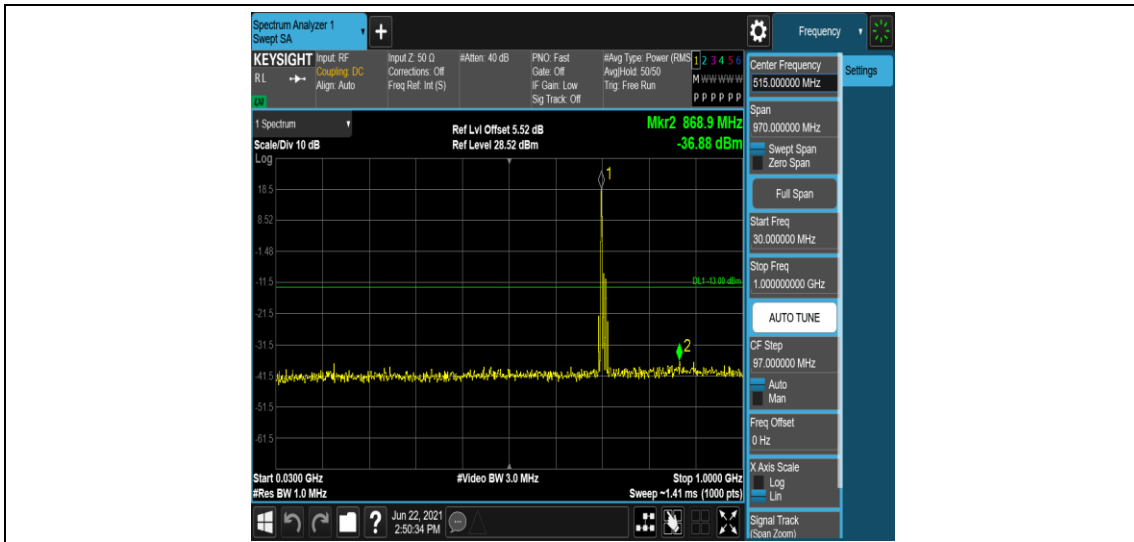 Spectrum Analyzer 1
Swept SA
Frequency
KEYSIGHT
RL
LXI
Input: RF
Coupling: DC
Align: Auto
Input Z: 50 Ω
Corrections: Off
Freq Ref: Int (S)
#Atten: 40 dB
PNO: Fast
Gate: Off
IF Gain: Low
Sig Track: Off
#Avg Type: Power (RMS
Avg|Hold: 50/50
Trig: Free Run
1 2 3 4 5 6
M W W W W W
P P P P P P
1 Spectrum
Scale/Div 10 dB
Ref Lvl Offset 5.52 dB
Ref Level 28.52 dBm
Mkr2 868.9 MHz
-36.88 dBm
Log
1
18.5
8.52
-1.48
-11.5
DL1 -13.00 dBm
-21.5
-31.5
2
-41.5
-51.5
-61.5
Start 0.0300 GHz
#Video BW 3.0 MHz
Stop 1.0000 GHz
#Res BW 1.0 MHz
Sweep ~1.41 ms (1000 pts)
Center Frequency
515.000000 MHz
Settings
Span
970.000000 MHz
Swept Span
Zero Span
Full Span
Start Freq
30.000000 MHz
Stop Freq
1.000000000 GHz
AUTO TUNE
CF Step
97.000000 MHz
Auto
Man
Freq Offset
0 Hz
X Axis Scale
Log
Lin
Signal Track
(Span Zoom)
?
Jun 22, 2021
2:50:34 PM